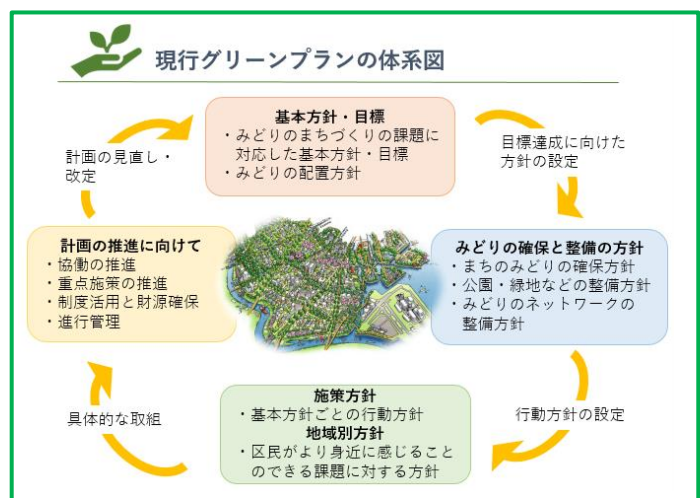 現行グリーンプランの体系図
基本方針・目標
・みどりのまちづくりの課題に
対応した基本方針・目標
・みどりの配置方針
目標達成に向けた
方針の設定
みどりの確保と整備の方針
・まちのみどりの確保方針
・公園・緑地などの整備方針
・みどりのネットワークの
整備方針
行動方針の設定
施策方針
・基本方針ごとの行動方針
地域別方針
・区民がより身近に感じること
のできる課題に対する方針
具体的な取組
計画の推進に向けて
・協働の推進
・重点施策の推進
・制度活用と財源確保
・進行管理
計画の見直し・
改定